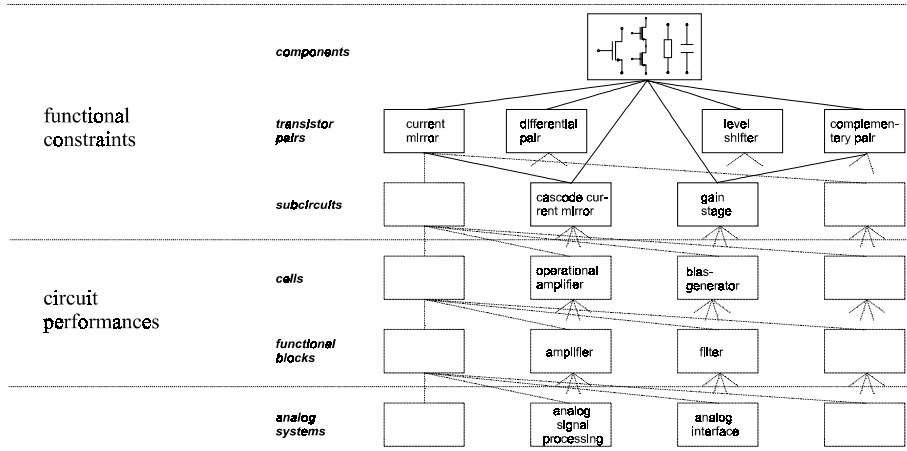 components
functional
constraints
transistor
pairs
current
mirror
differential
pair
level
shifter
complemen-
tary pair
subcircuits
cascode cur-
rent mirror
gain
stage
circuit
performances
cells
operational
amplifier
bias-
generator
functional
blocks
amplifier
filter
analog
systems
analog
signal
processing
analog
interface